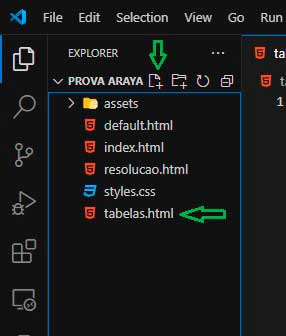 File Edit Selection View Go Run
EXPLORER ...
PROVA ARAYA
assets
default.html
index.html
resolucao.html
styles.css
tabelas.html
1